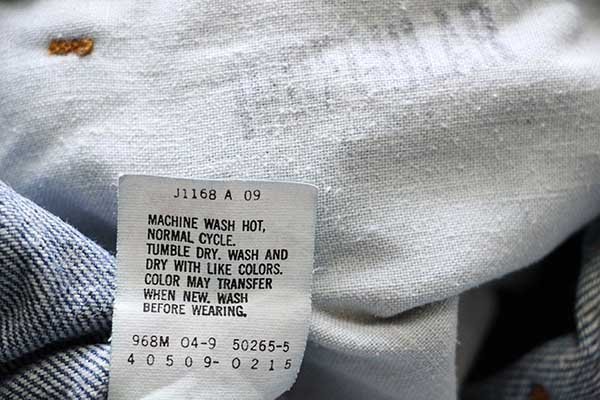 J1168 A 09
MACHINE WASH HOT,
NORMAL CYCLE.
TUMBLE DRY. WASH AND
DRY WITH LIKE COLORS.
COLOR MAY TRANSFER
WHEN NEW. WASH
BEFORE WEARING.
968M 04-9 50265-5
40509-0215